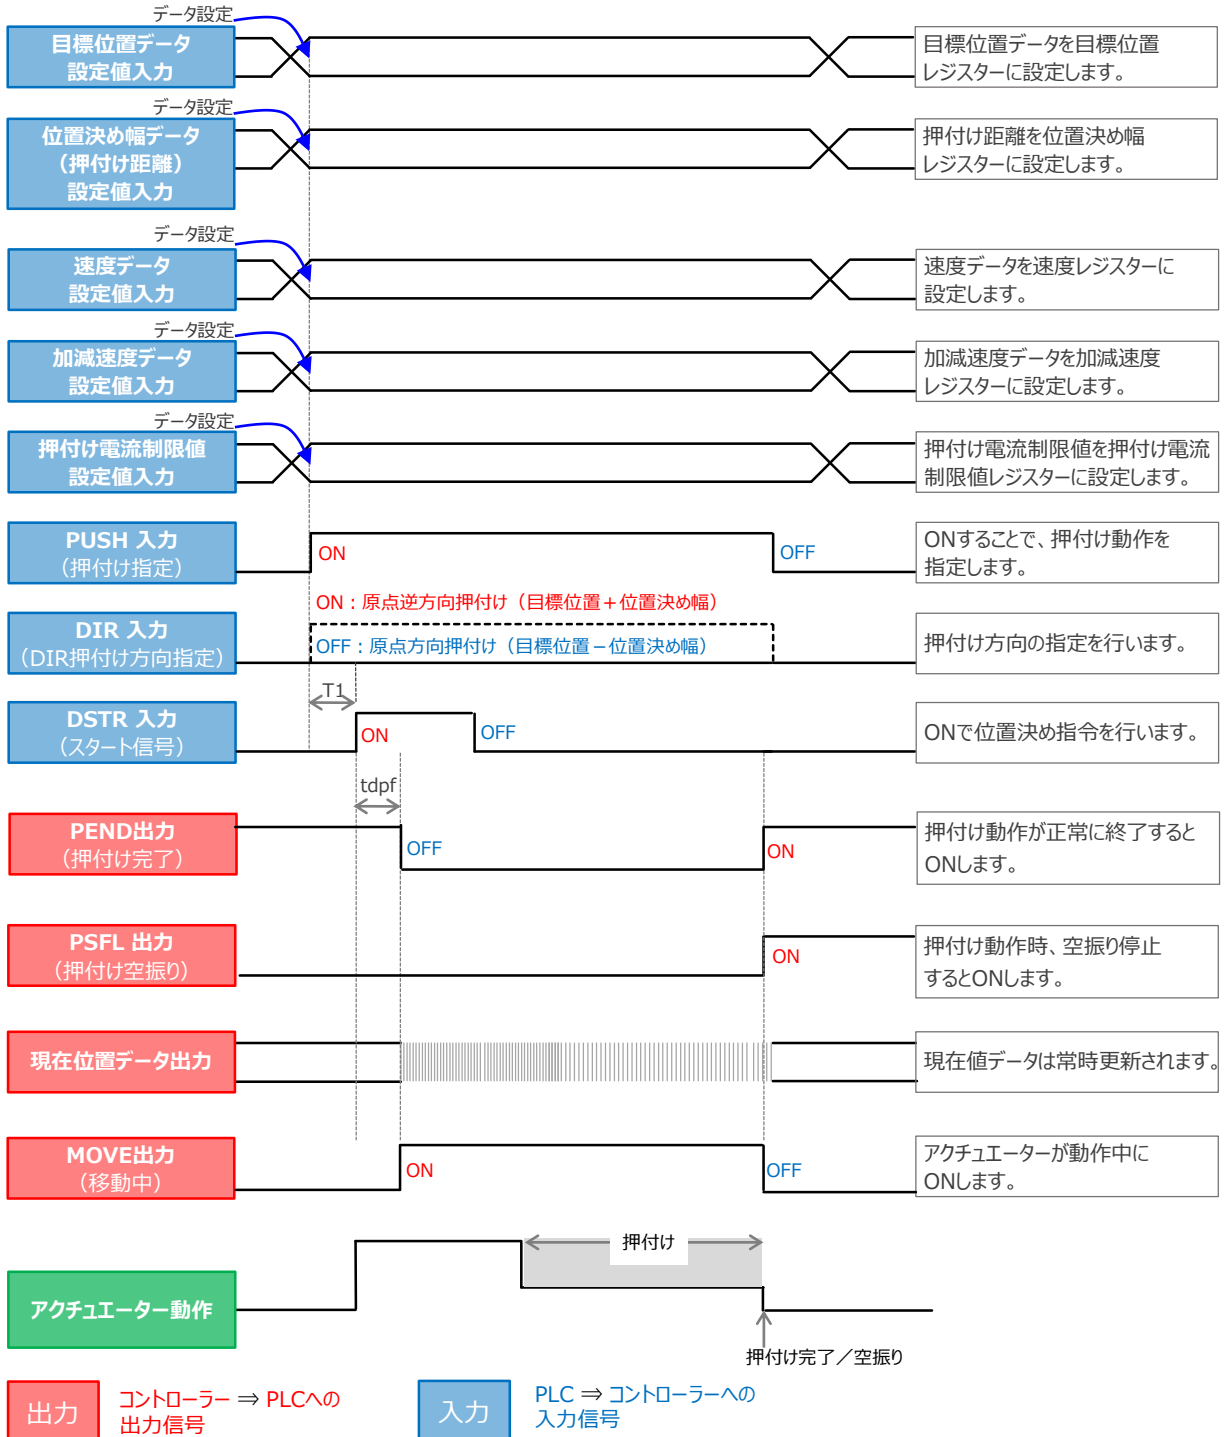 データ設定
目標位置データ
設定値入力
目標位置データを目標位置
レジスターに設定します。
データ設定
位置決め幅データ
（押付け距離）
設定値入力
押付け距離を位置決め幅
レジスターに設定します。
データ設定
速度データ
設定値入力
速度データを速度レジスターに
設定します。
データ設定
加減速度データ
設定値入力
加減速度データを加減速度
レジスターに設定します。
データ設定
押付け電流制限値
設定値入力
押付け電流制限値を押付け電流
制限値レジスターに設定します。
PUSH 入力
（押付け指定）
ON
OFF
ONすることで、押付け動作を
指定します。
ON：原点逆方向押付け（目標位置＋位置決め幅）
DIR 入力
（DIR押付け方向指定）
OFF：原点方向押付け（目標位置－位置決め幅）
押付け方向の指定を行います。
T1
DSTR 入力
（スタート信号）
ON
OFF
ONで位置決め指令を行います。
tdpf
PEND出力
（押付け完了）
OFF
ON
押付け動作が正常に終了すると
ONします。
PSFL 出力
（押付け空振り）
ON
押付け動作時、空振り停止
するとONします。
現在位置データ出力
現在値データは常時更新されます。
MOVE出力
（移動中）
ON
OFF
アクチュエーターが動作中に
ONします。
押付け
アクチュエーター動作
押付け完了／空振り
出力
コントローラー ⇒ PLCへの
出力信号
入力
PLC ⇒ コントローラーへの
入力信号